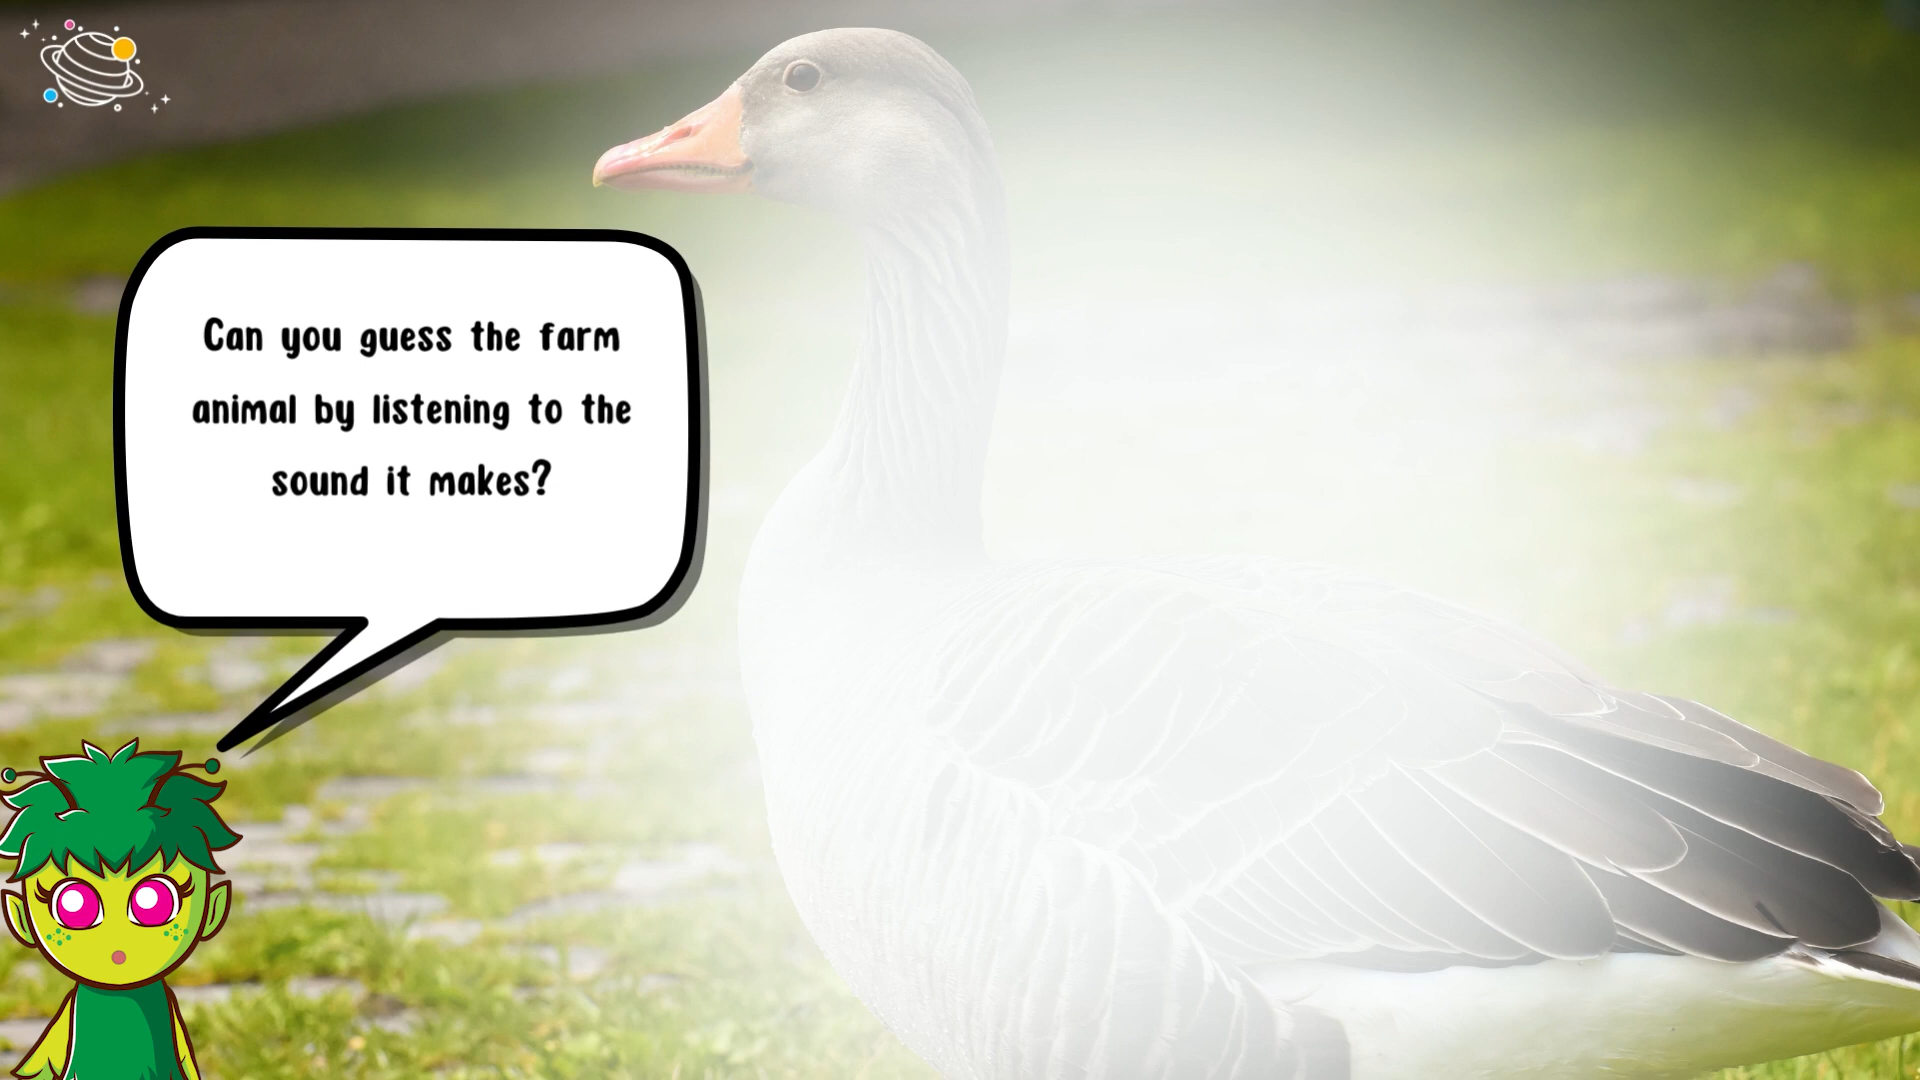 Can you guess the farm
animal by listening to the
sound it makes?